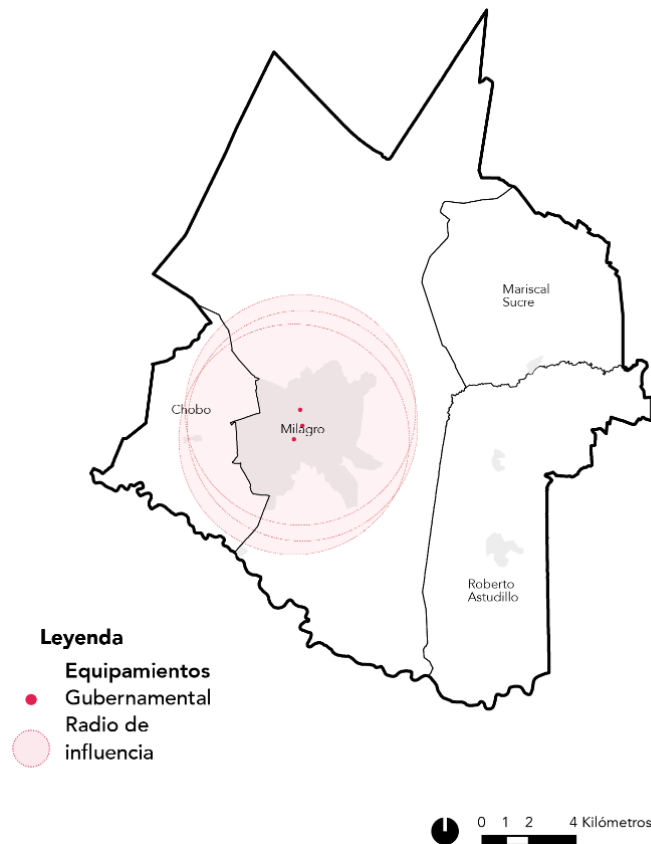 Mariscal
Sucre
Chobo
Milagro
Roberto
Astudillo
Leyenda
Equipamientos
Gubernamental
Radio de
influencia
0 1 2 4 Kilómetros